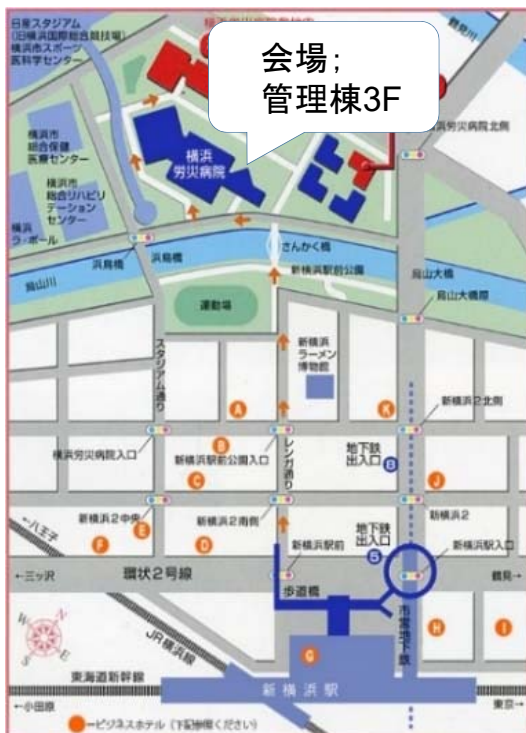 日産スタジアム
(旧横浜国際総合競技場)
横浜市スポーツ
医科学センター
鶴見川
会場;
管理棟3F
横浜市
総合保健
医療センター
横浜市
総合リハビリ
テーション
センター
横浜
ラ・ポール
横浜
労災病院
横浜労災病院北側
浜鳥橋
浜鳥橋
さんかく橋
新横浜駅前公園
鳥山川
鳥山大橋
鳥山大橋際
運動場
スタジアム通り
新横浜
ラーメン
博物館
A
K
新横浜2北側
横浜労災病院入口
B
新横浜駅前公園入口
レンガ通り
地下鉄
出入口
8
C
J
新横浜2中央
E
新横浜2南側
新横浜2
←八王子
F
D
地下鉄
出入口
5
新横浜駅前
新横浜駅入口
←三ッ沢
環状2号線
鶴見→
歩道橋
市営地下鉄
N
W
E
S
JR横浜線
G
H
I
東海道新幹線
新横浜駅
←小田原
東京→
ービジネスホテル(下記参照ください)